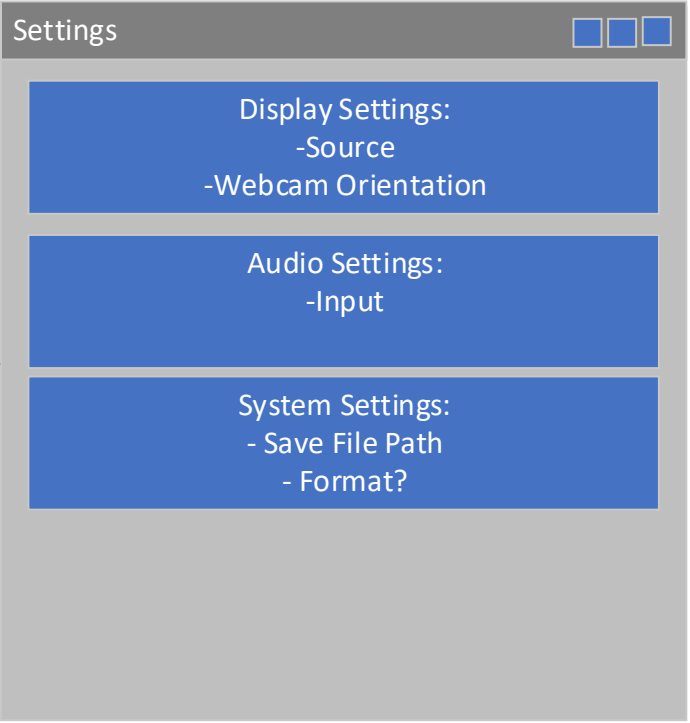 Settings
Display Settings:
-Source
-Webcam Orientation
Audio Settings:
-Input
System Settings:
- Save File Path
- Format?